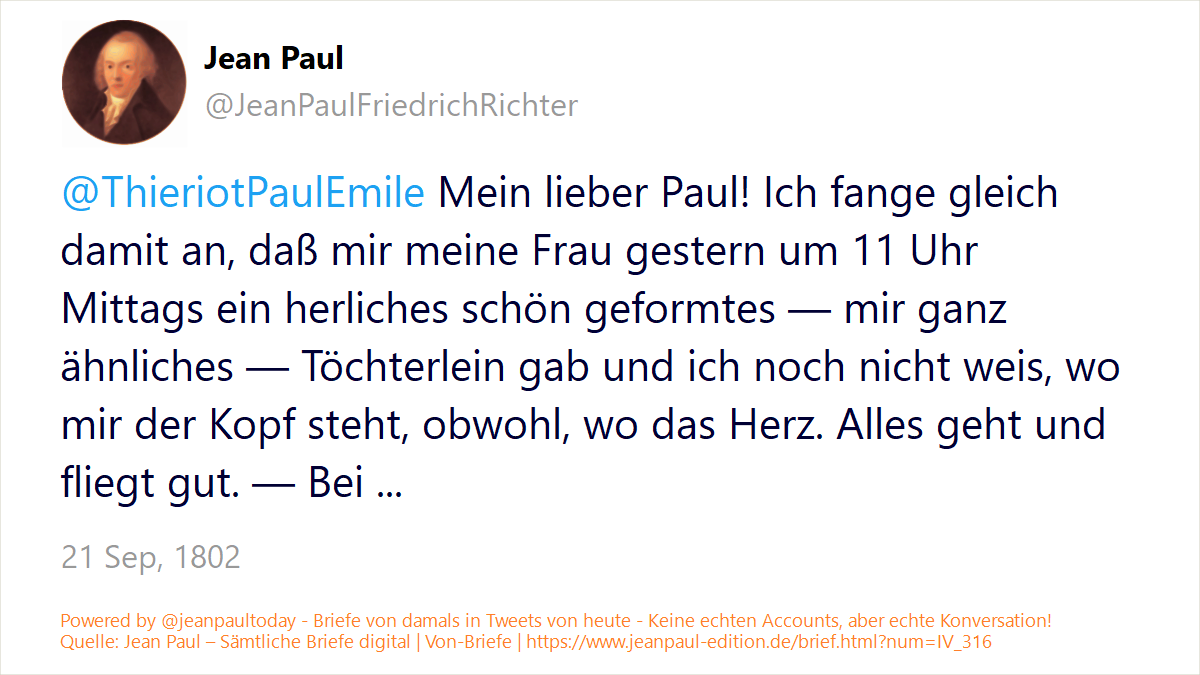 Jean Paul
@JeanPaulFriedrichRichter
@ThieriotPaulEmile Mein lieber Paul! Ich fange gleich
damit an, daß mir meine Frau gestern um 11 Uhr
Mittags ein herliches schön geformtes — mir ganz
ähnliches — Töchterlein gab und ich noch nicht weis, wo
mir der Kopf steht, obwohl, wo das Herz. Alles geht und
fliegt gut. — Bei ...
21 Sep, 1802
Powered by @jeanpaultoday - Briefe von damals in Tweets von heute - Keine echten Accounts, aber echte Konversation!
Quelle: Jean Paul – Sämtliche Briefe digital | Von-Briefe | https://www.jeanpaul-edition.de/brief.html?num=IV_316